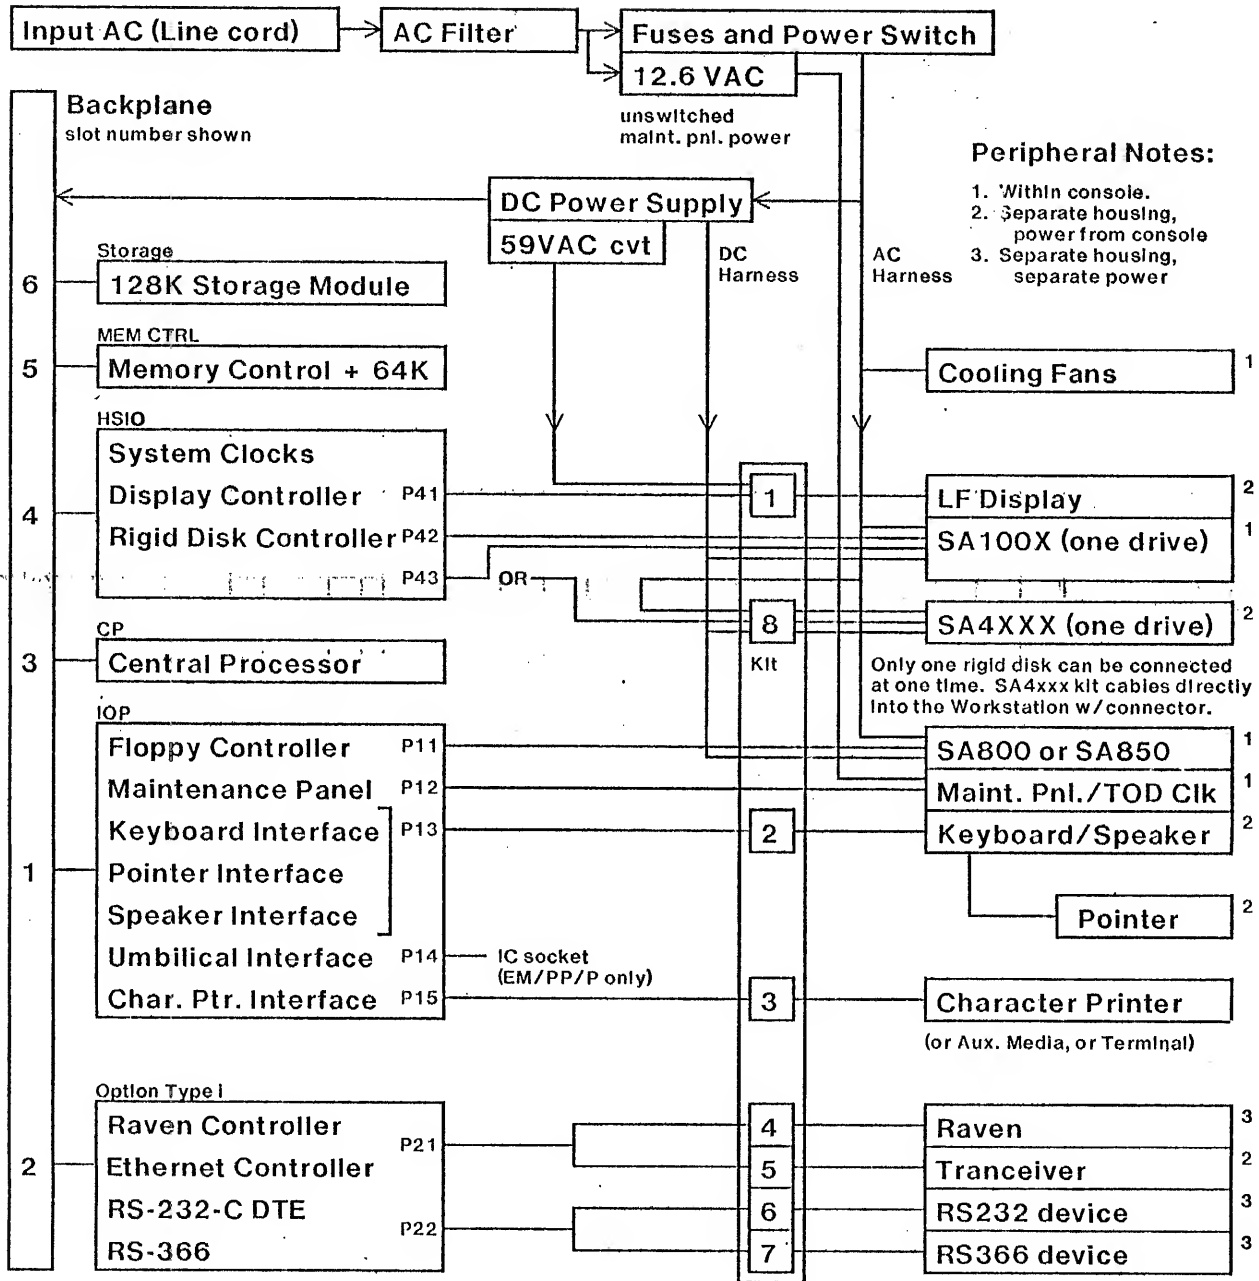 Input AC (Line cord)
AC Filter
Fuses and Power Switch
12.6 VAC
unswitched
maint. pnl. power
Backplane
slot number shown
Peripheral Notes:
1. Within console.
2. Separate housing,
power from console
3. Separate housing,
separate power
DC Power Supply
59VAC cvt
DC
Harness
AC
Harness
Storage
6
128K Storage Module
MEM CTRL
5
Memory Control + 64K
Cooling Fans 1
HSIO
4
System Clocks
Display Controller P41
1
LF Display 2
Rigid Disk Controller P42
SA100X (one drive) 1
P43
OR
8
SA4XXX (one drive) 2
Kit
Only one rigid disk can be connected
at one time. SA4xxx kit cables directly
into the Workstation w/connector.
CP
3
Central Processor
IOP
1
Floppy Controller P11
SA800 or SA850 1
Maintenance Panel P12
Maint. Pnl./TOD Clk 1
Keyboard Interface P13
2
Keyboard/Speaker 2
Pointer Interface
Speaker Interface
Pointer 2
Umbilical Interface P14
IC socket
(EM/PP/P only)
Char. Ptr. Interface P15
3
Character Printer
(or Aux. Media, or Terminal)
Option Type I
2
Raven Controller
P21
4
Raven 3
Ethernet Controller
5
Tranceiver 2
RS-232-C DTE
P22
6
RS232 device 3
RS-366
7
RS366 device 3